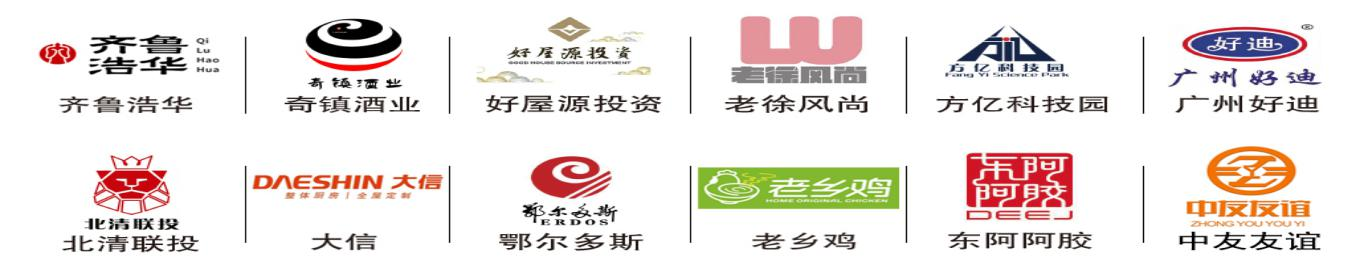 齐鲁浩华
Qi
Lu
Hao
Hua
齐鲁浩华
奇镇酒业
奇镇酒业
好屋源投资
GOOD HOUSE SOURCE INVESTMENT
好屋源投资
老徐风尚
老徐风尚
方亿科技园
Fang Yi Science Park
方亿科技园
好迪®
广州好迪
广州好迪
北清联投
北清联投
DAESHIN 大信
整体厨房 | 全屋定制
大信
鄂尔多斯
ERDOS
鄂尔多斯
老乡鸡
HOME ORIGINAL CHICKEN
老乡鸡
东阿
阿胶
DEEJ
东阿阿胶
中友友谊
ZHONG YOU YOU YI
中友友谊